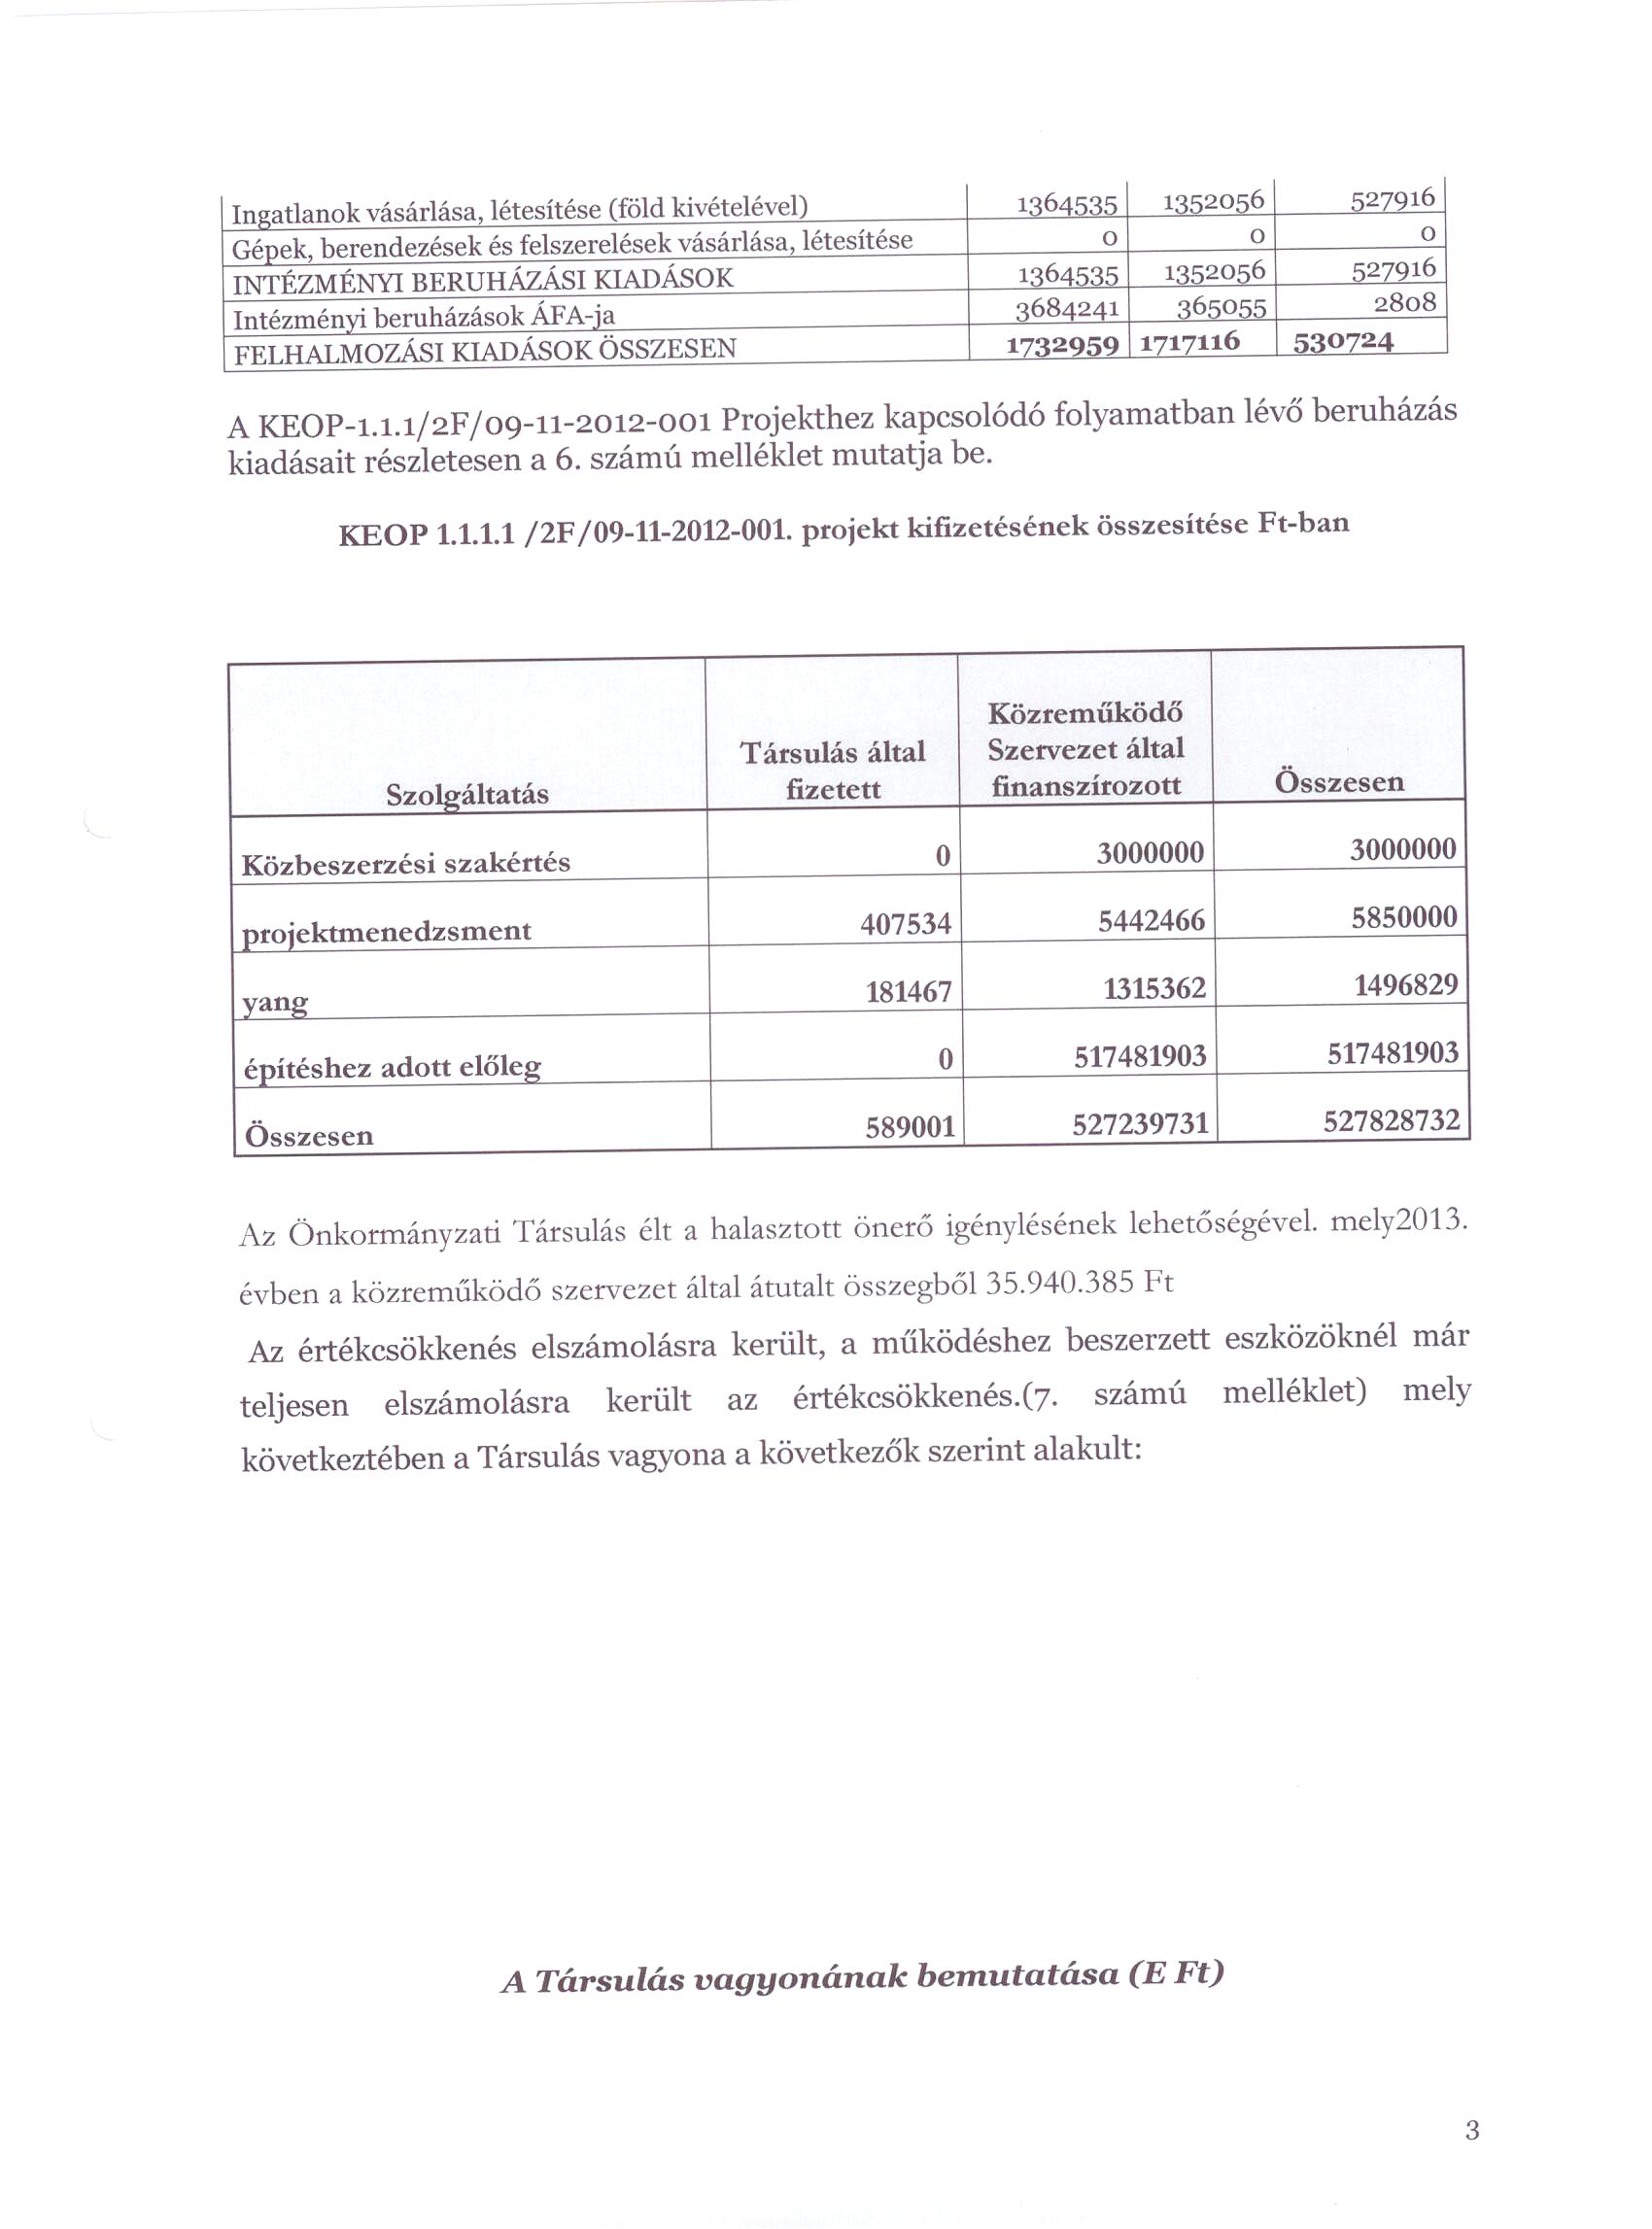 Ingatlanok vásárlása, létesítése (föld kivételével) 1364535 1352056 527916
Gépek, berendezések és felszerelések vásárlása, létesítése 0 0 0
INTÉZMÉNYI BERUHÁZÁSI KIADÁSOK 1364535 1352056 527916
Intézményi beruházások ÁFA-ja 3684241 365055 2808
FELHALMOZÁSI KIADÁSOK ÖSSZESEN 1732959 1717116 530724
A KEOP-1.1.1/2F/09-11-2012-001 Projekthez kapcsolódó folyamatban lévő beruházás
kiadásait részletesen a 6. számú melléklet mutatja be.
KEOP 1.1.1.1 /2F/09-11-2012-001. projekt kifizetésének összesítése Ft-ban
Szolgáltatás
Társulás által
fizetett
Közreműködő
Szervezet által
finanszírozott
Összesen
Közbeszerzési szakértés 0 3000000 3000000
projektmenedzsment 407534 5442466 5850000
yang 181467 1315362 1496829
építéshez adott előleg 0 517481903 517481903
Összesen 589001 527239731 527828732
Az Önkormányzati Társulás élt a halasztott önerő igénylésének lehetőségével. mely2013.
évben a közreműködő szervezet által átutalt összegből 35.940.385 Ft
Az értékcsökkenés elszámolásra került, a működéshez beszerzett eszközöknél már
teljesen elszámolásra került az értékcsökkenés.(7. számú melléklet) mely
következtében a Társulás vagyona a következők szerint alakult:
A Társulás vagyonának bemutatása (E Ft)
3